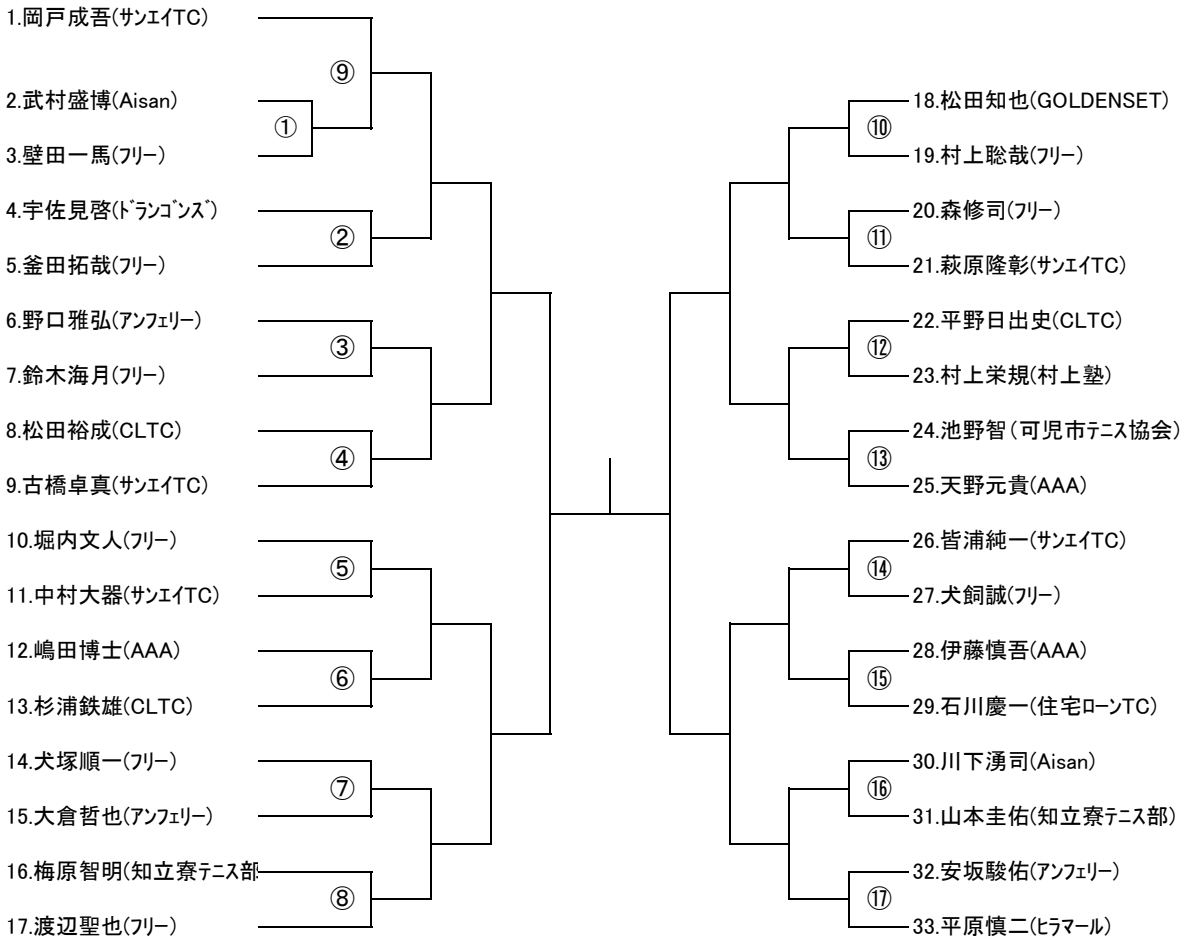 1.岡戸成吾(サンエイTC)
⑨
2.武村盛博(Aisan)
①
3.壁田一馬(フリー)
4.宇佐見啓(ドランゴンズ)
②
5.釜田拓哉(フリー)
6.野口雅弘(アンフェリー)
③
7.鈴木海月(フリー)
8.松田裕成(CLTC)
④
9.古橋卓真(サンエイTC)
10.堀内文人(フリー)
⑤
11.中村大器(サンエイTC)
12.嶋田博士(AAA)
⑥
13.杉浦鉄雄(CLTC)
14.犬塚順一(フリー)
⑦
15.大倉哲也(アンフェリー)
16.梅原智明(知立寮テニス部
⑧
17.渡辺聖也(フリー)
18.松田知也(GOLDENSET)
⑩
19.村上聡哉(フリー)
20.森修司(フリー)
⑪
21.萩原隆彰(サンエイTC)
22.平野日出史(CLTC)
⑫
23.村上栄規(村上塾)
24.池野智(可児市テニス協会)
⑬
25.天野元貴(AAA)
26.皆浦純一(サンエイTC)
⑭
27.犬飼誠(フリー)
28.伊藤慎吾(AAA)
⑮
29.石川慶一(住宅ローンTC)
30.川下湧司(Aisan)
⑯
31.山本圭佑(知立寮テニス部)
32.安坂駿佑(アンフェリー)
⑰
33.平原慎二(ヒラマール)